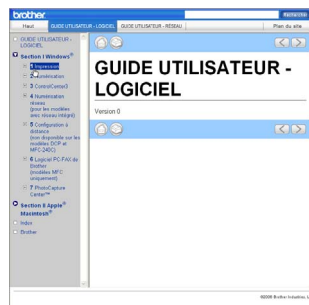 brother
Recherche
Haut
GUIDE UTILISATEUR - LOGICIEL
GUIDE UTILISATEUR - RÉSEAU
Plan du site
GUIDE UTILISATEUR - LOGICIEL
Section I Windows®
1 Impression
2 Numérisation
3 ControlCenter3
4 Numérisation
réseau
(pour les modèles
avec réseau intégré)
5 Configuration à
distance
(non disponible sur les
modèles DCP et
MFC-240C)
6 Logiciel PC-FAX de
Brother
(modèles MFC
uniquement)
7 PhotoCapture
Center™
Section II Apple
Macintosh®
Index
Brother
GUIDE UTILISATEUR -
LOGICIEL
Version 0
©2006 Brother Industries, L